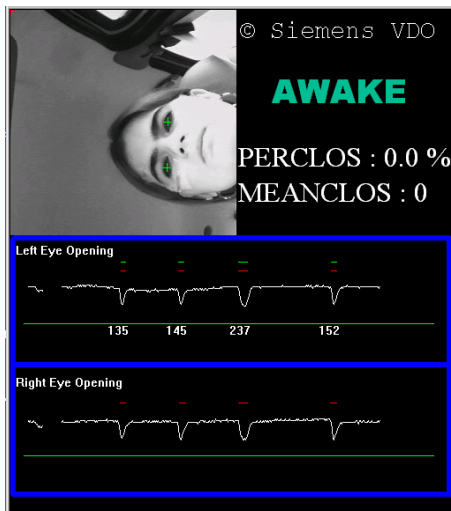 © Siemens VDO
AWAKE
PERCLOS : 0.0 %
MEANCLOS : 0
Left Eye Opening
135 145 237 152
Right Eye Opening